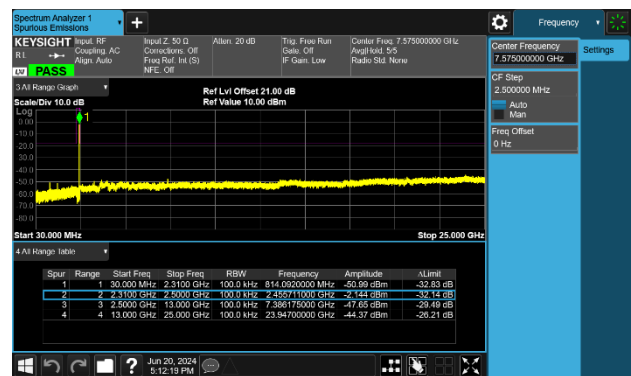 Spectrum Analyzer 1
Spurious Emissions
Frequency
KEYSIGHT
Input: RF
Coupling: AC
Align: Auto
Input Z: 50 Ω
Corrections: Off
Freq Ref: Int (S)
NFE: Off
Atten: 20 dB
Trig: Free Run
Gate: Off
IF Gain: Low
Center Freq: 7.575000000 GHz
Avg|Hold: 5/5
Radio Std: None
RL
LW PASS
Center Frequency
7.575000000 GHz
Settings
CF Step
2.500000 MHz
Auto
Man
Freq Offset
0 Hz
3 All Range Graph
Scale/Div 10.0 dB
Ref Lvl Offset 21.00 dB
Ref Value 10.00 dBm
Log
0.00
-10.0
-20.0
-30.0
-40.0
-50.0
-60.0
-70.0
-80.0
1
Start 30.000 MHz
Stop 25.000 GHz
4 All Range Table
Spur Range Start Freq Stop Freq RBW Frequency Amplitude ΔLimit
1 1 30.000 MHz 2.3100 GHz 100.0 kHz 814.0920000 MHz -50.99 dBm -32.83 dB
2 2 2.3100 GHz 2.5000 GHz 100.0 kHz 2.455711000 GHz -2.144 dBm -32.14 dB
3 3 2.5000 GHz 13.000 GHz 100.0 kHz 7.386175000 GHz -47.65 dBm -29.49 dB
4 4 13.000 GHz 25.000 GHz 100.0 kHz 23.94700000 GHz -44.37 dBm -26.21 dB
?
Jun 20, 2024
5:12:19 PM